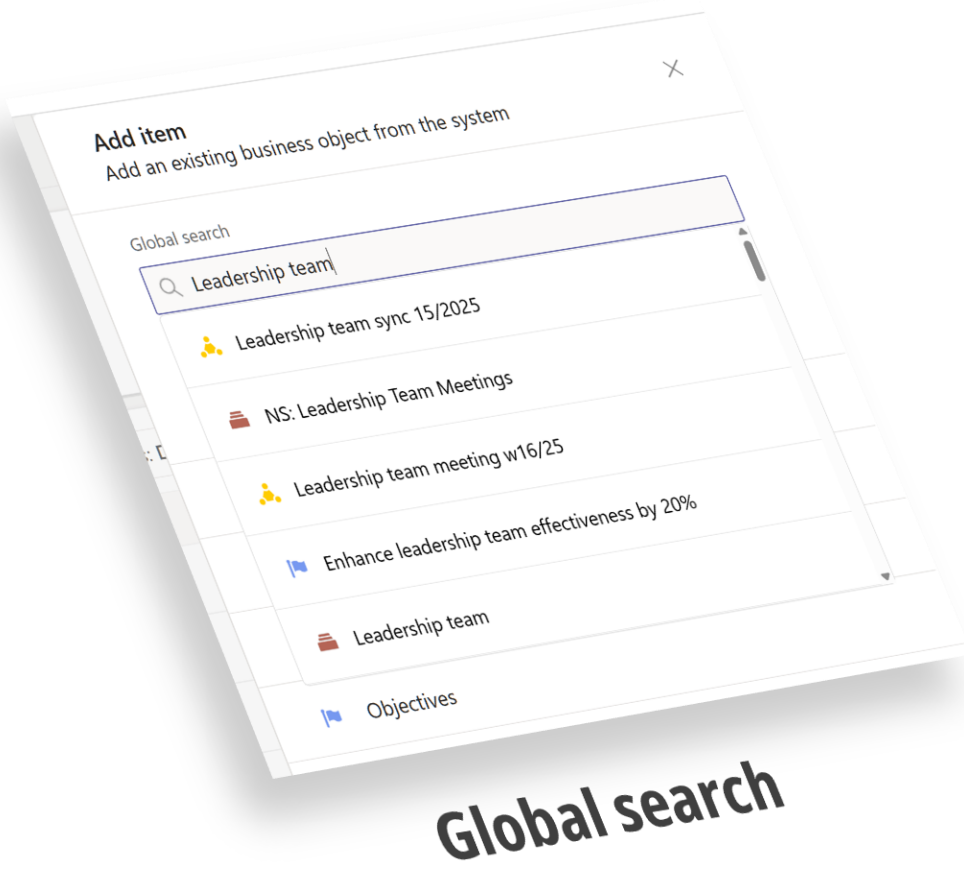 Add item
Add an existing business object from the system
Global search
Leadership team
Leadership team sync 15/2025
NS: Leadership Team Meetings
Leadership team meeting w16/25
Enhance leadership team effectiveness by 20%
Leadership team
Objectives
Global search